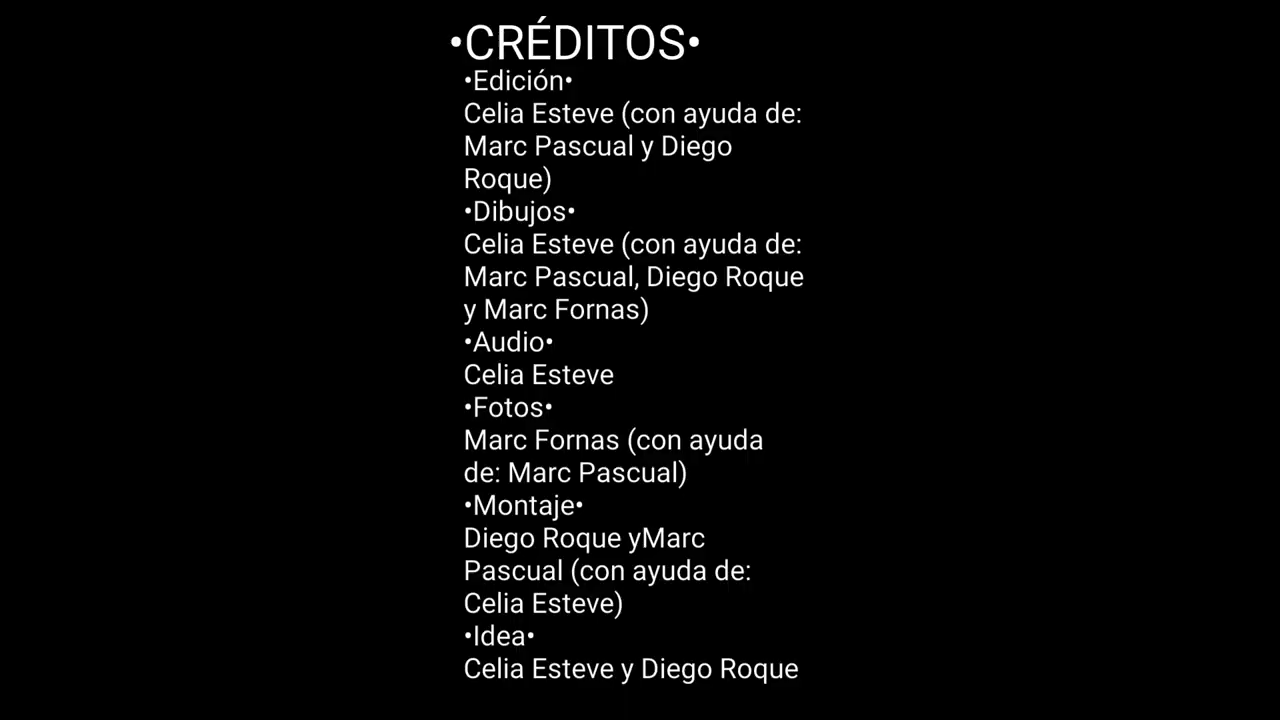 •CRÉDITOS•
•Edición•
Celia Esteve (con ayuda de:
Marc Pascual y Diego
Roque)
•Dibujos•
Celia Esteve (con ayuda de:
Marc Pascual, Diego Roque
y Marc Fornas)
•Audio•
Celia Esteve
•Fotos•
Marc Fornas (con ayuda
de: Marc Pascual)
•Montaje•
Diego Roque yMarc
Pascual (con ayuda de:
Celia Esteve)
•Idea•
Celia Esteve y Diego Roque